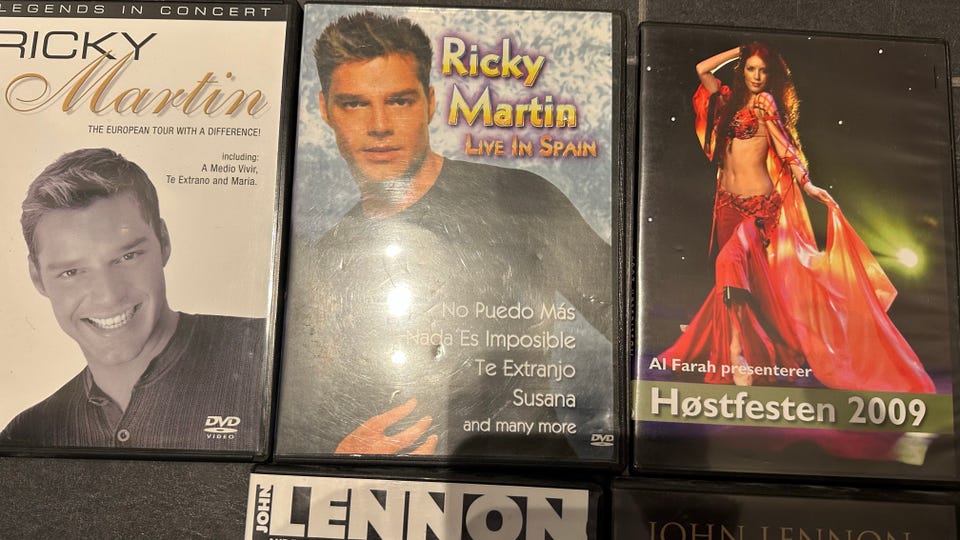 LEGENDS IN CONCERT
RICKY
Martin
THE EUROPEAN TOUR WITH A DIFFERENCE!
including:
A Medio Vivir,
Te Extrano and Maria.
DVD
VIDEO
Ricky
Martin
LIVE IN SPAIN
No Puedo Más
Nada Es Imposible
Te Extranjo
Susana
and many more
DVD
Al Farah presenterer
Høstfesten 2009
JOHN
LENNON
JOHN LENNON